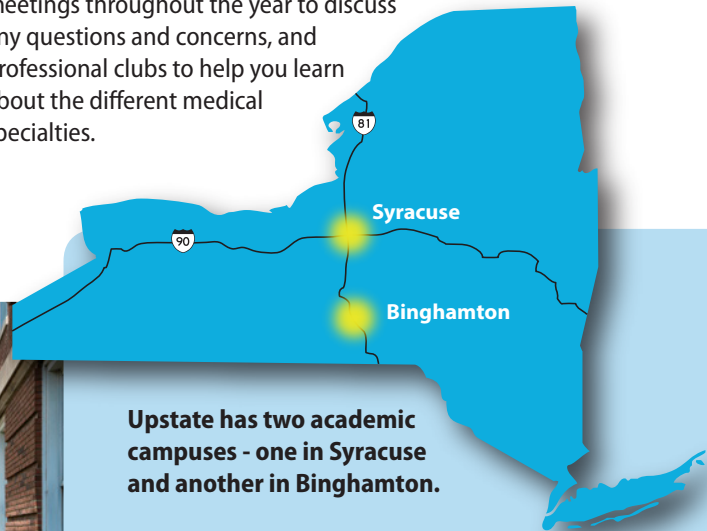 meetings throughout the year to discuss
ny questions and concerns, and
rofessional clubs to help you learn
bout the different medical
pecialties.
81
Syracuse
90
Binghamton
Upstate has two academic
campuses - one in Syracuse
and another in Binghamton.